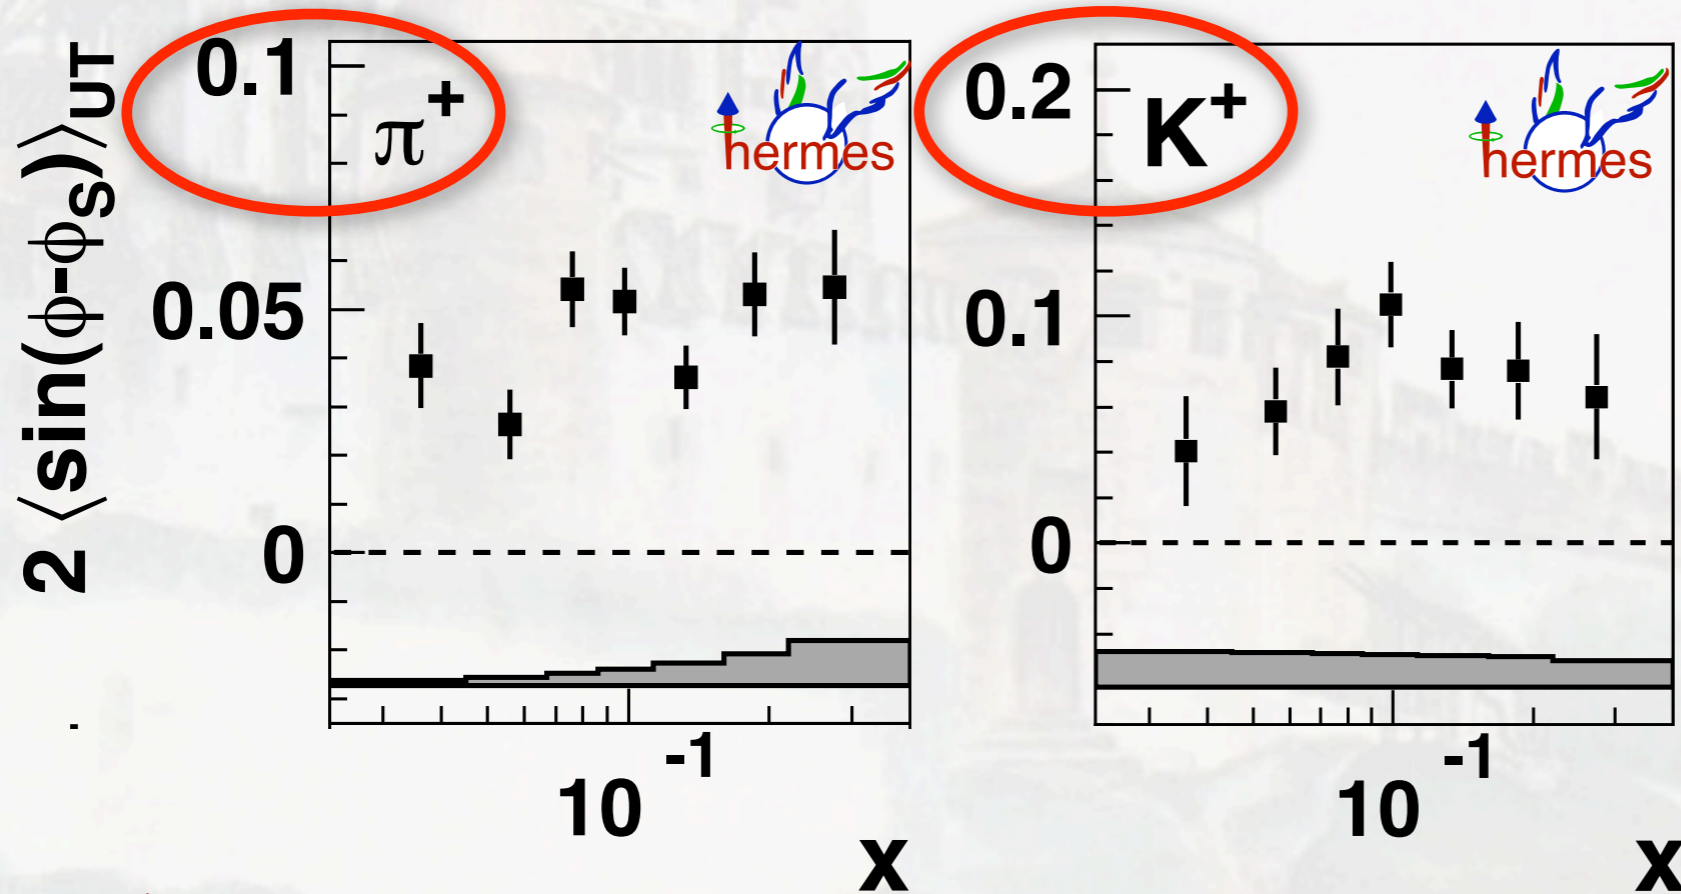 2 ⟨sin(ϕ-ϕS)⟩UT
0.1
π+
hermes
0.05
0
10-1
x
0.2
K+
hermes
0.1
0
10-1
x